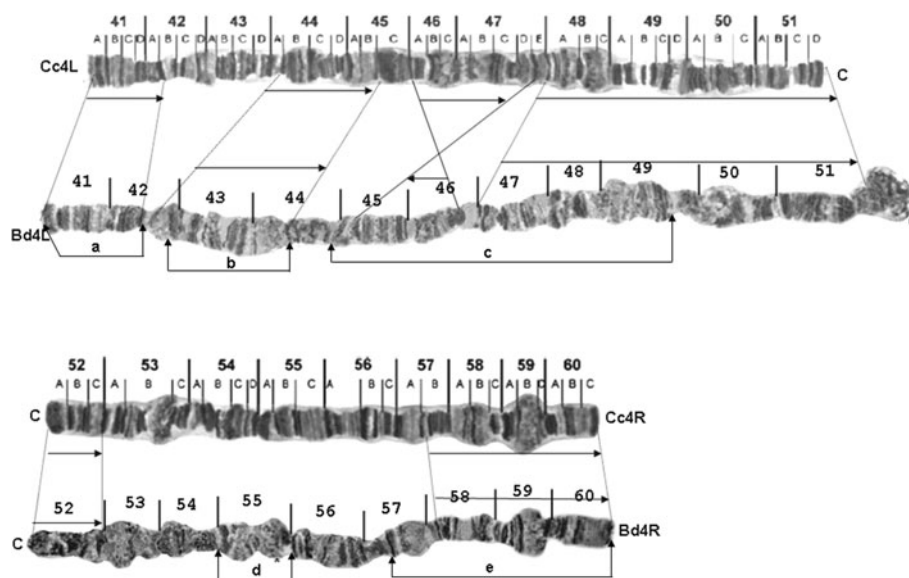 41 42 43 44 45 46 47 48 49 50 51
A B C D A B C D A B C D A B C D A B C A B C A B C D E A B C A B C D A B C A B C D
Cc4L C
41 42 43 44 45 46 47 48 49 50 51
Bd4L
a b c
52 53 54 55 56 57 58 59 60
A B C A B C A B C D A B C A B C A B A B C A B C A B C
C Cc4R
52 53 54 55 56 57 58 59 60
C Bd4R
d e